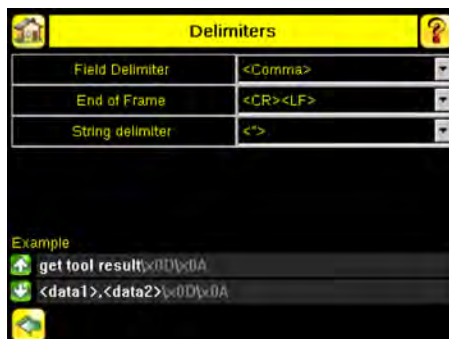 Delimiters
Field Delimiter <Comma>
End of Frame <CR><LF>
String delimiter <">
Example
get tool result\x0D\x0A
<data1>,<data2>\x0D\x0A